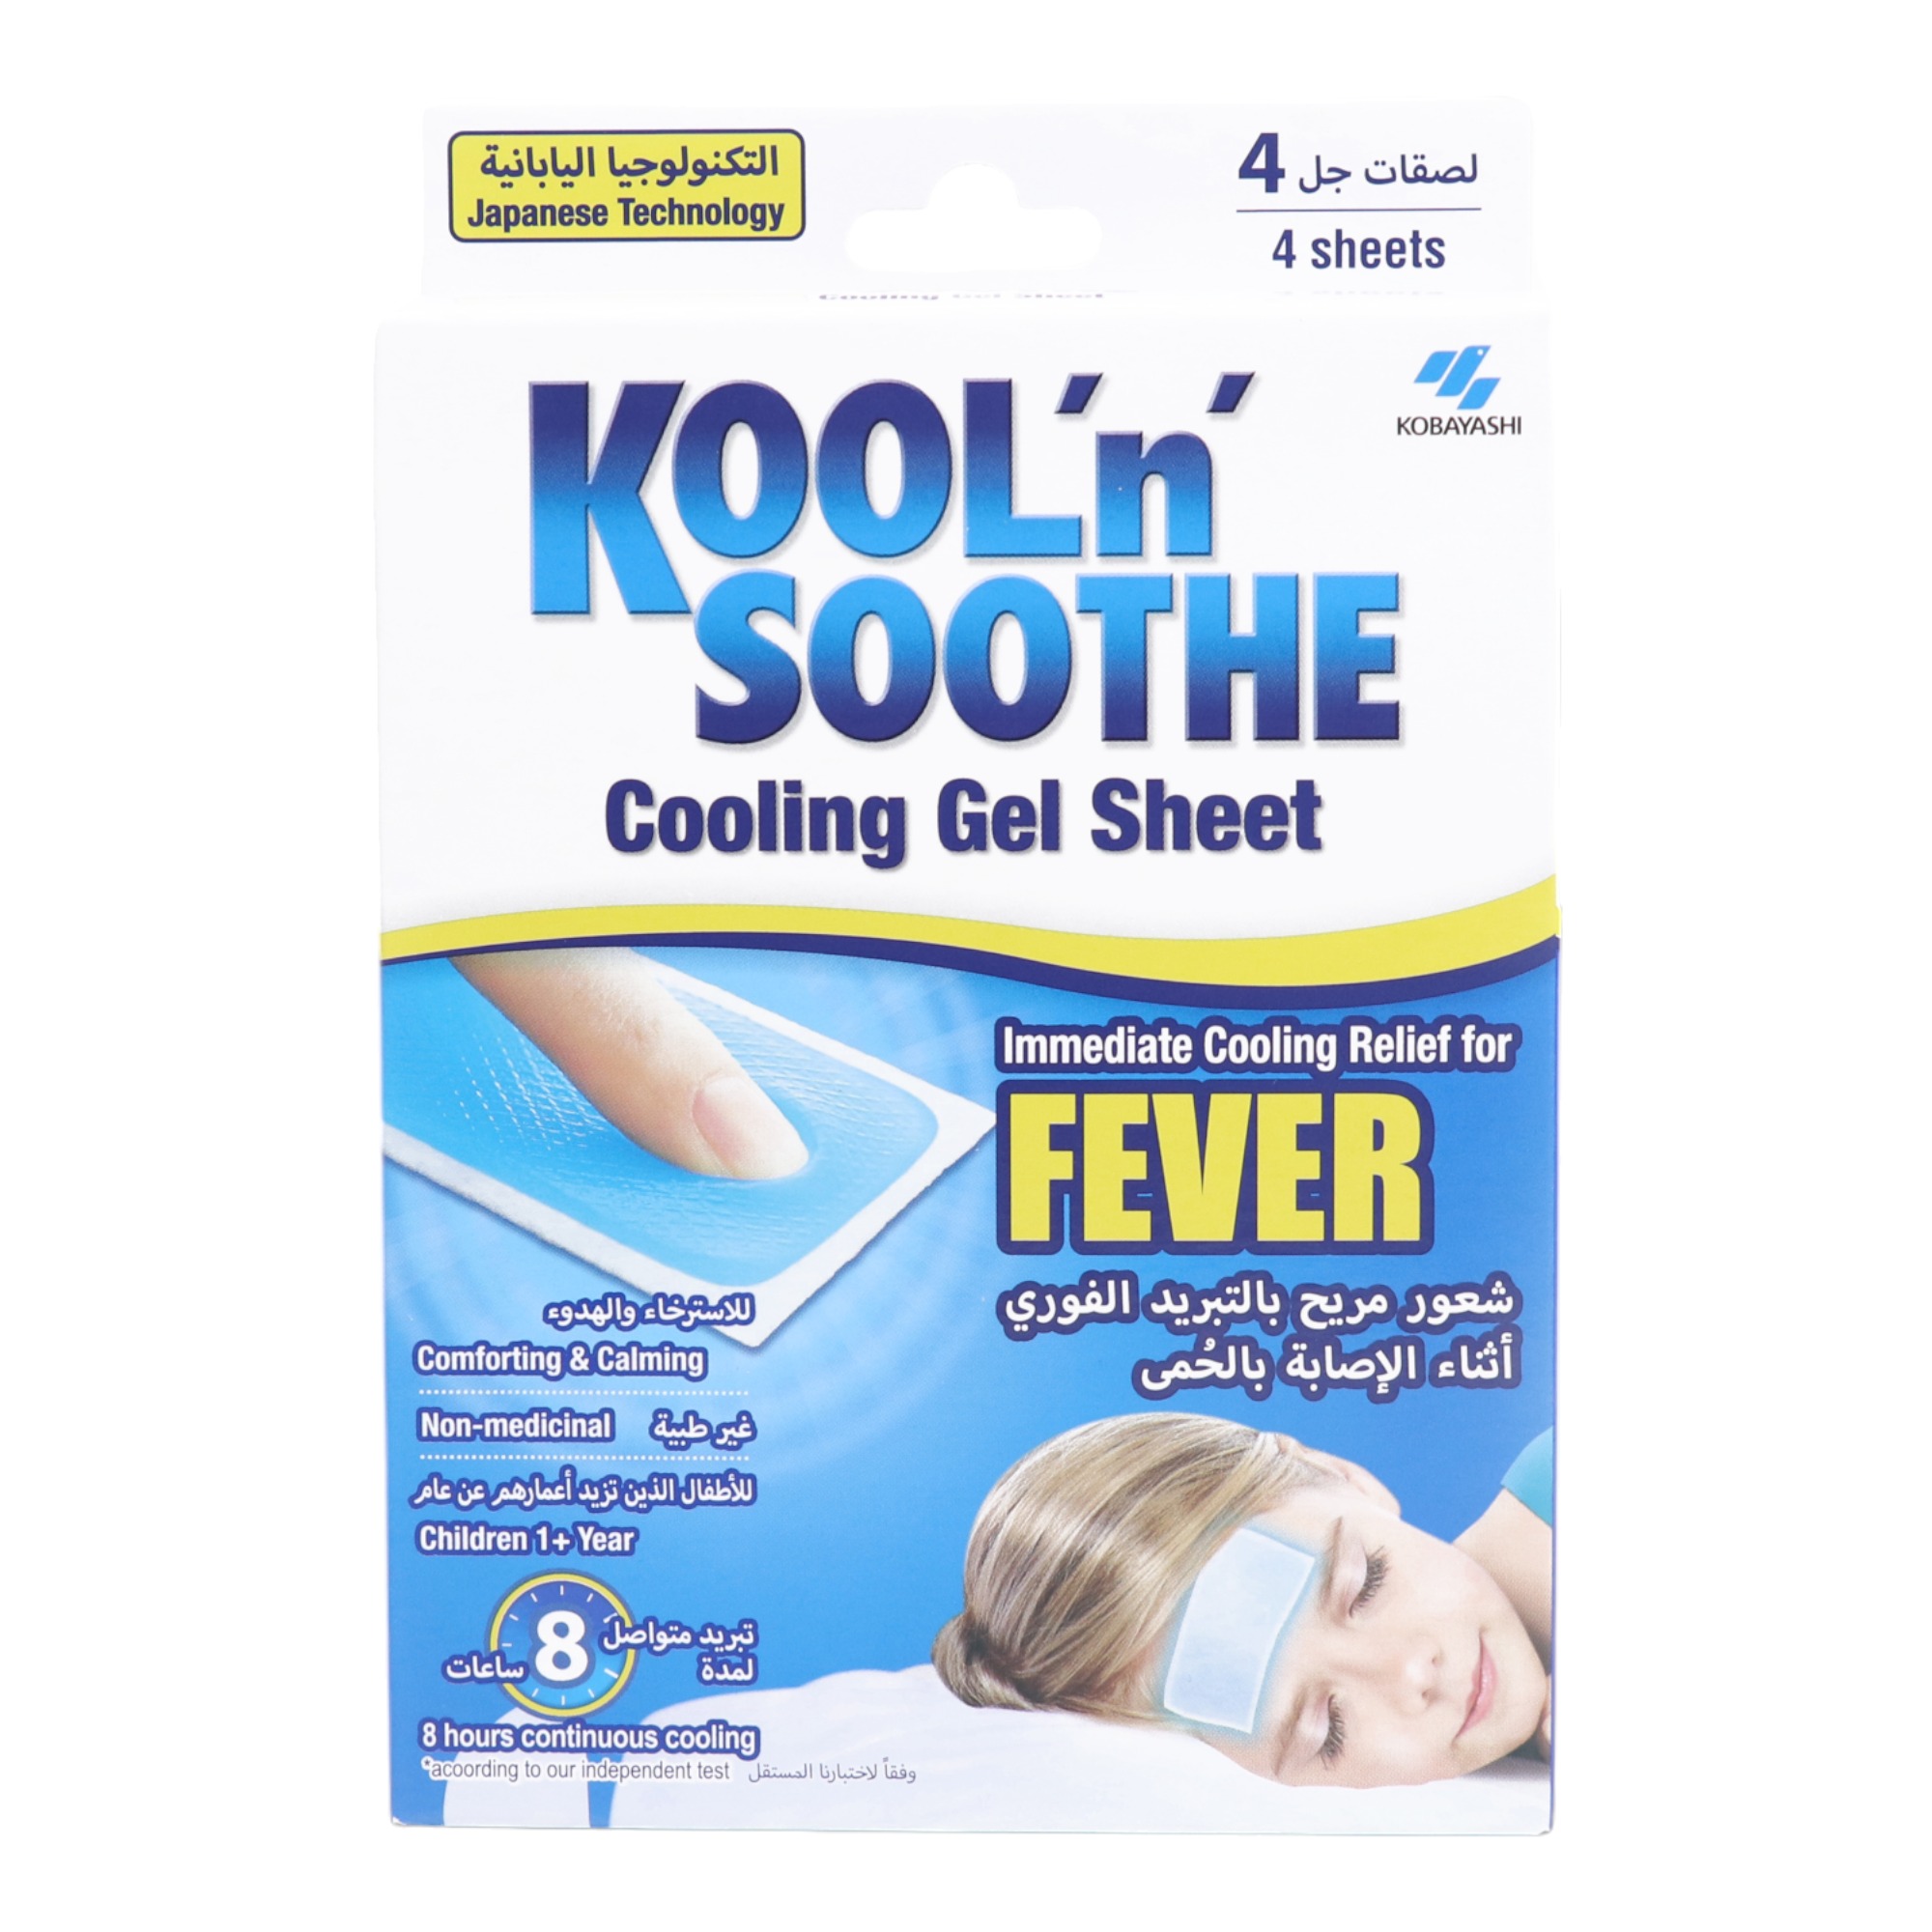 التكنولوجيا اليابانية
Japanese Technology
4 لصقات جل
4 sheets
Cooling Gel Sheet
KOBAYASHI
KOOL'n'
SOOTHE
Cooling Gel Sheet
Immediate Cooling Relief for
FEVER
شعور مريح بالتبريد الفوري
أثناء الإصابة بالحُمى
للاسترخاء والهدوء
Comforting & Calming
Non-medicinal غير طبية
للأطفال الذين تزيد أعمارهم عن عام
Children 1+ Year
تبريد متواصل
لمدة 8 ساعات
8 hours continuous cooling
*acoording to our independent test وفقاً لاختبارنا المستقل